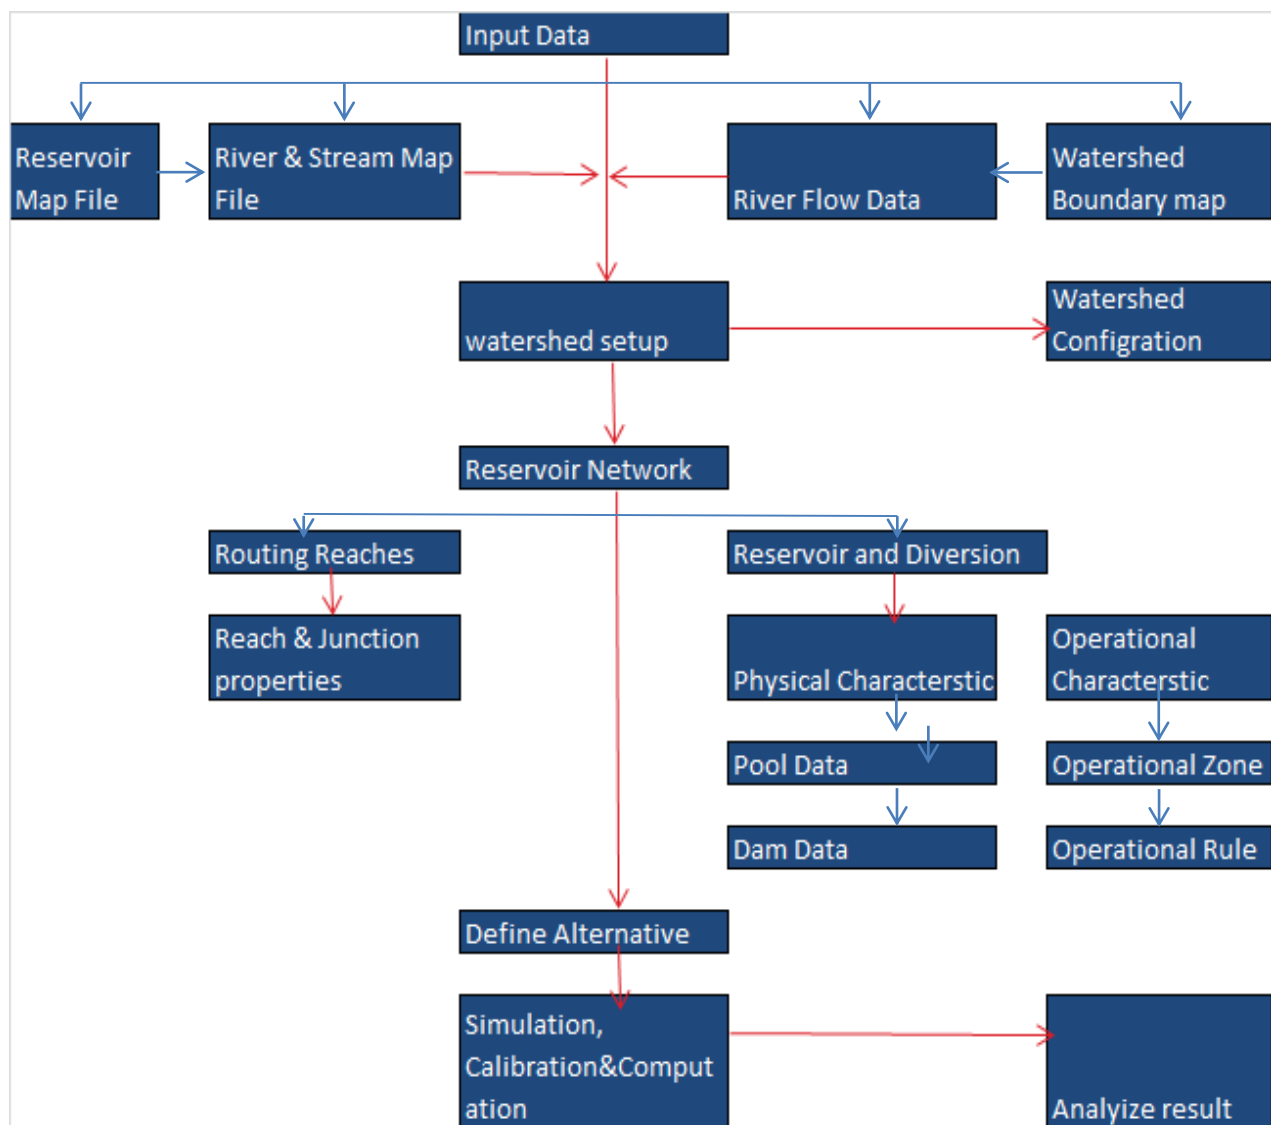 Input Data
Reservoir
Map File
River & Stream Map
File
River Flow Data
Watershed
Boundary map
watershed setup
Watershed
Configration
Reservoir Network
Routing Reaches
Reservoir and Diversion
Reach & Junction
properties
Physical Characterstic
Operational
Characterstic
Pool Data
Operational Zone
Dam Data
Operational Rule
Define Alternative
Simulation,
Calibration&Comput
ation
Analyize result